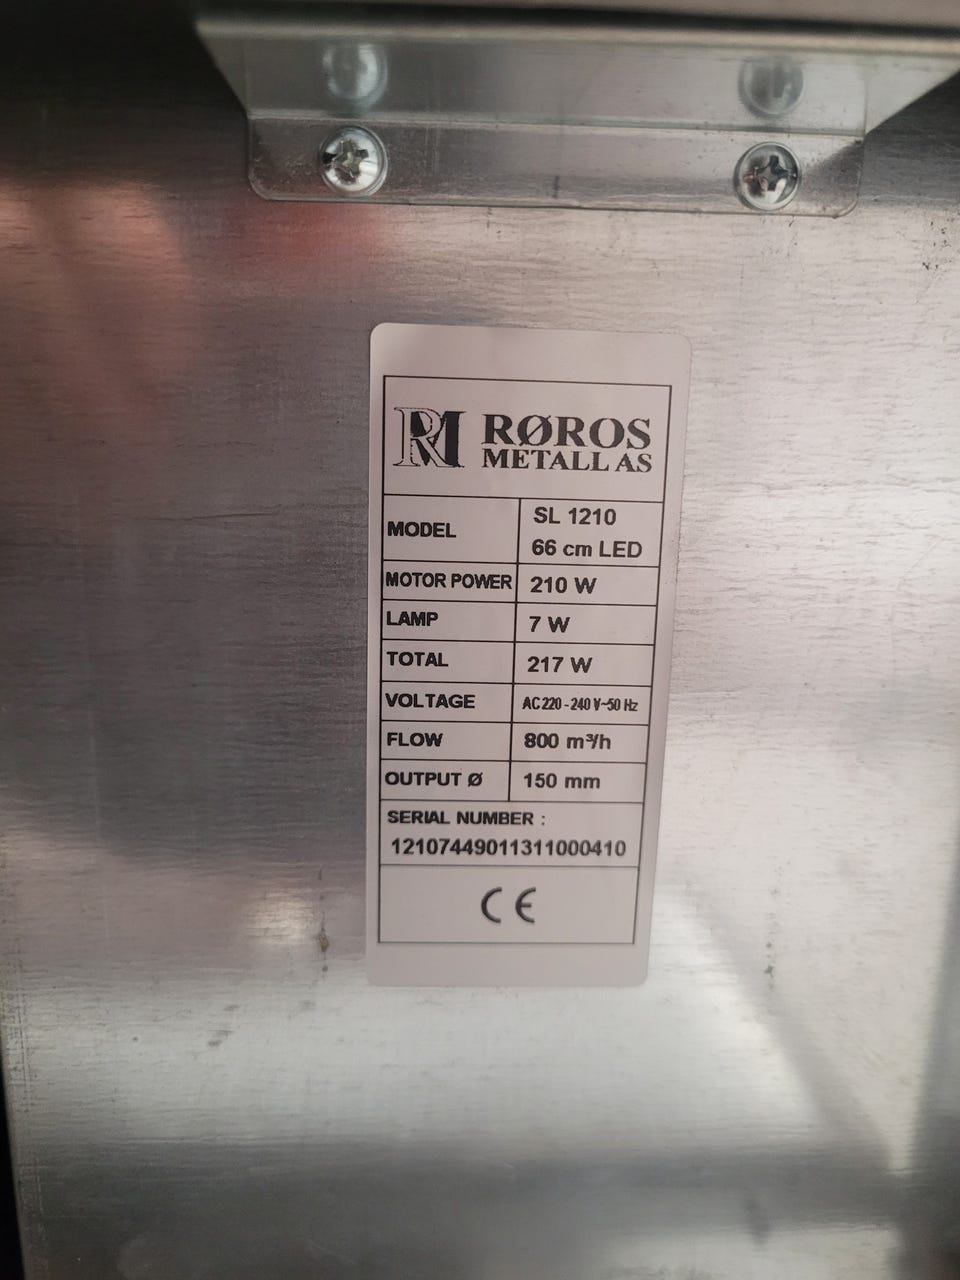 RM RØROS
METALL AS
MODEL SL 1210
66 cm LED
MOTOR POWER 210 W
LAMP 7 W
TOTAL 217 W
VOLTAGE AC 220 - 240 V~50 Hz
FLOW 800 m³/h
OUTPUT Ø 150 mm
SERIAL NUMBER :
12107449011311000410
CE